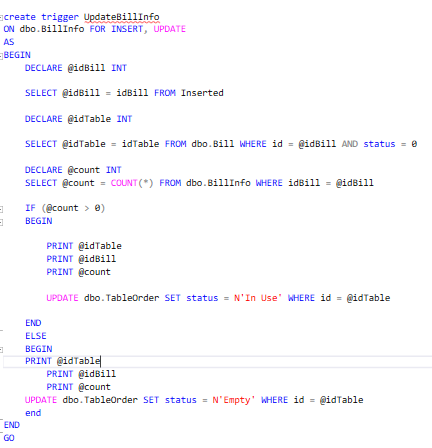 create trigger UpdateBillInfo
ON dbo.BillInfo FOR INSERT, UPDATE
AS
BEGIN
DECLARE @idBill INT
SELECT @idBill = idBill FROM Inserted
DECLARE @idTable INT
SELECT @idTable = idTable FROM dbo.Bill WHERE id = @idBill AND status = 0
DECLARE @count INT
SELECT @count = COUNT(*) FROM dbo.BillInfo WHERE idBill = @idBill
IF (@count > 0)
BEGIN
PRINT @idTable
PRINT @idBill
PRINT @count
UPDATE dbo.TableOrder SET status = N'In Use' WHERE id = @idTable
END
ELSE
BEGIN
PRINT @idTable
PRINT @idBill
PRINT @count
UPDATE dbo.TableOrder SET status = N'Empty' WHERE id = @idTable
end
END
GO